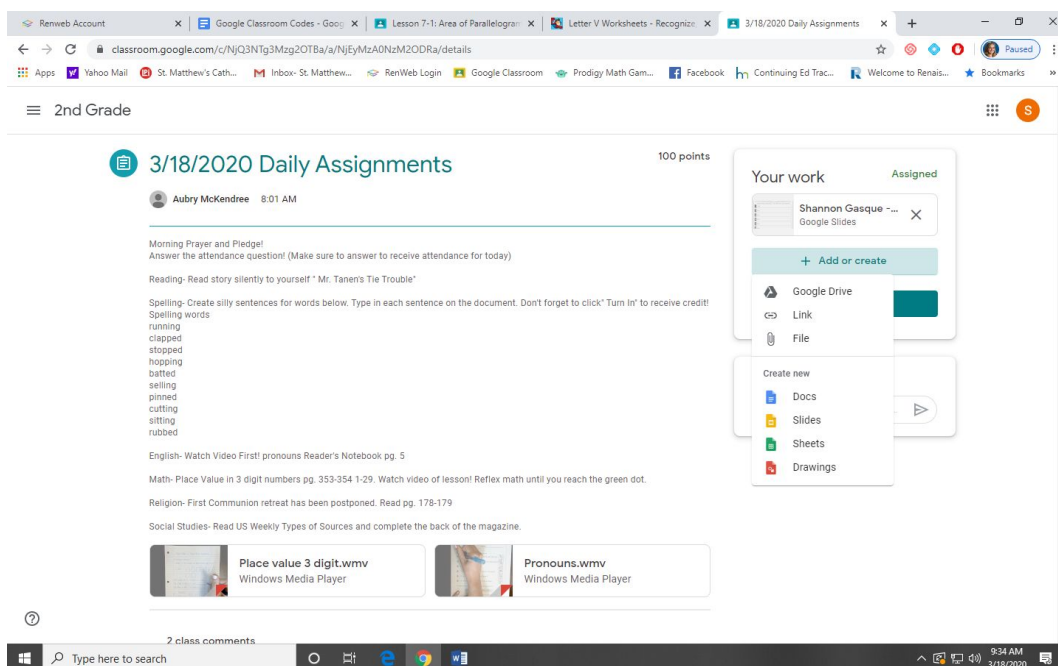 Renweb Account
Google Classroom Codes - Goog
Lesson 7-1: Area of Parallelogram
Letter V Worksheets - Recognize,
3/18/2020 Daily Assignments
classroom.google.com/c/NjQ3NTg3Mzg2OTBa/a/NjEyMzA0NzM2ODRa/details
Paused
Apps
Yahoo Mail
St. Matthew's Cath...
Inbox- St. Matthew...
RenWeb Login
Google Classroom
Prodigy Math Gam...
Facebook
Continuing Ed Trac...
Welcome to Renais...
Bookmarks
2nd Grade
S
3/18/2020 Daily Assignments
100 points
Aubry McKendree 8:01 AM
Morning Prayer and Pledge!
Answer the attendance question! (Make sure to answer to receive attendance for today)
Reading- Read story silently to yourself " Mr. Tanen's Tie Trouble"
Spelling- Create silly sentences for words below. Type in each sentence on the document. Don't forget to click" Turn In" to receive credit!
Spelling words
running
clapped
stopped
hopping
batted
selling
pinned
cutting
sitting
rubbed
English- Watch Video First! pronouns Reader's Notebook pg. 5
Math- Place Value in 3 digit numbers pg. 353-354 1-29. Watch video of lesson! Reflex math until you reach the green dot.
Religion- First Communion retreat has been postponed. Read pg. 178-179
Social Studies- Read US Weekly Types of Sources and complete the back of the magazine.
Place value 3 digit.wmv
Windows Media Player
Pronouns.wmv
Windows Media Player
2 class comments
Your work
Assigned
Shannon Gasque -...
Google Slides
+ Add or create
Google Drive
Link
File
Create new
Docs
Slides
Sheets
Drawings
Type here to search
9:34 AM
3/18/2020